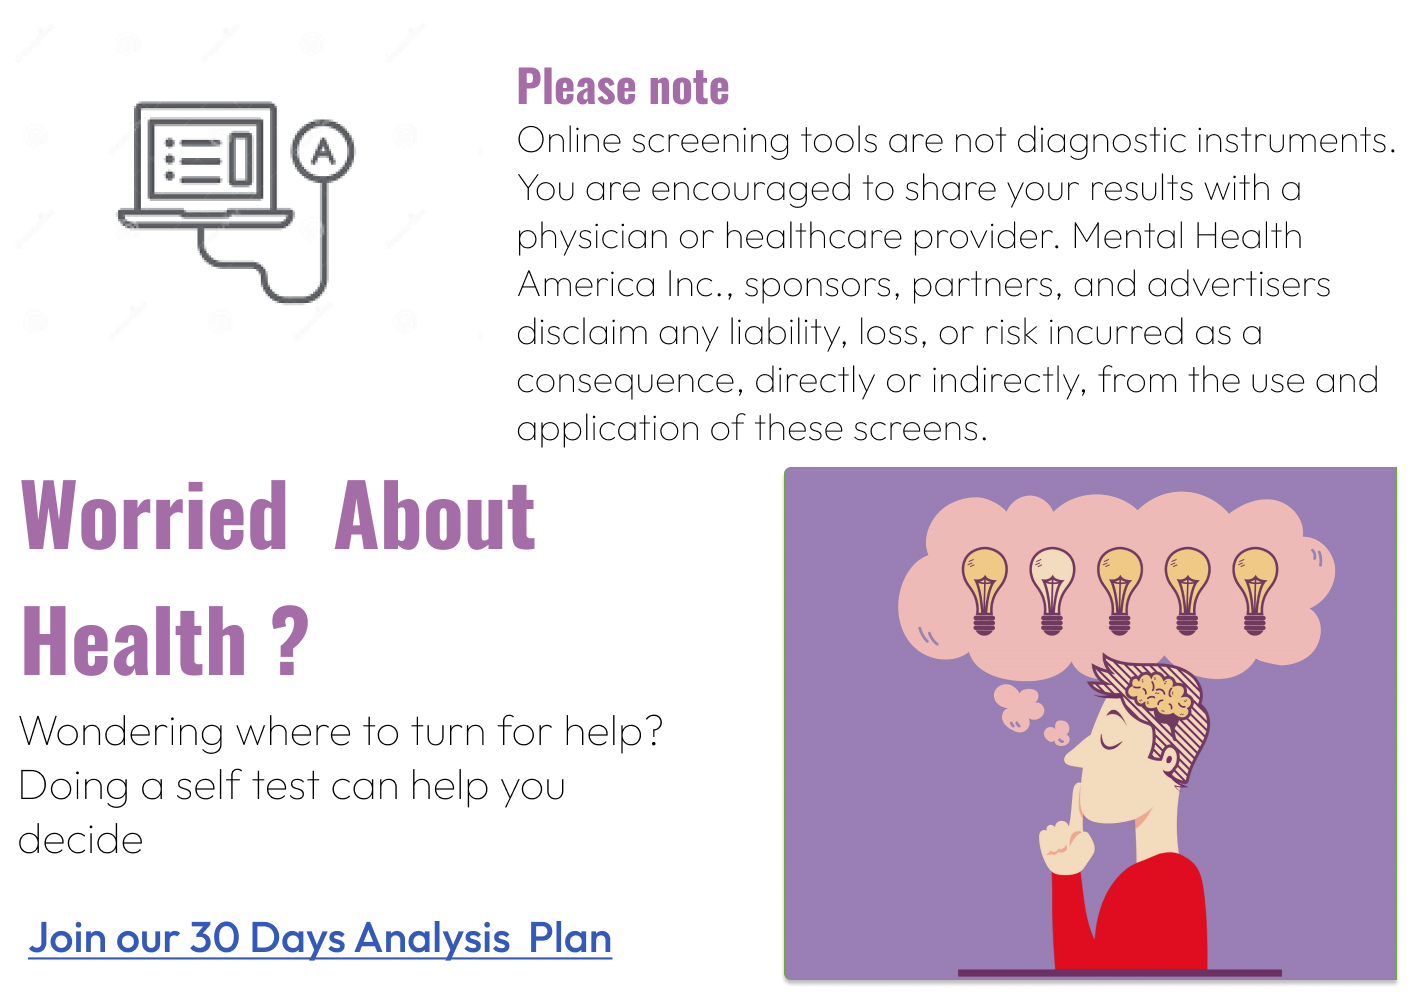 Please note
Online screening tools are not diagnostic instruments.
You are encouraged to share your results with a
physician or healthcare provider. Mental Health
America Inc., sponsors, partners, and advertisers
disclaim any liability, loss, or risk incurred as a
consequence, directly or indirectly, from the use and
application of these screens.
A
Worried About
Health ?
Wondering where to turn for help?
Doing a self test can help you
decide
Join our 30 Days Analysis Plan